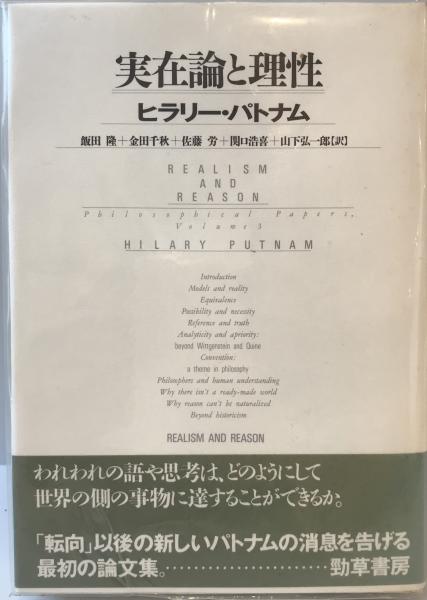 実在論と理性
ヒラリー・パトナム
飯田 隆+金田千秋+佐藤 労+関口浩喜+山下弘一郎[訳]
REALISM
AND
REASON
Philosophical Papers,
Volume 3
HILARY PUTNAM
Introduction
Models and reality
Equivalence
Possibility and necessity
Reference and truth
Analyticity and apriority:
beyond Wittgenstein and Quine
Convention:
a theme in philosophy
Philosophers and human understanding
Why there isn't a ready-made world
Why reason can't be naturalized
Beyond historicism
REALISM AND REASON
われわれの語や思考は、どのようにして
世界の側の事物に達することができるか。
「転向」以後の新しいパトナムの消息を告げる
最初の論文集。……………………勁草書房